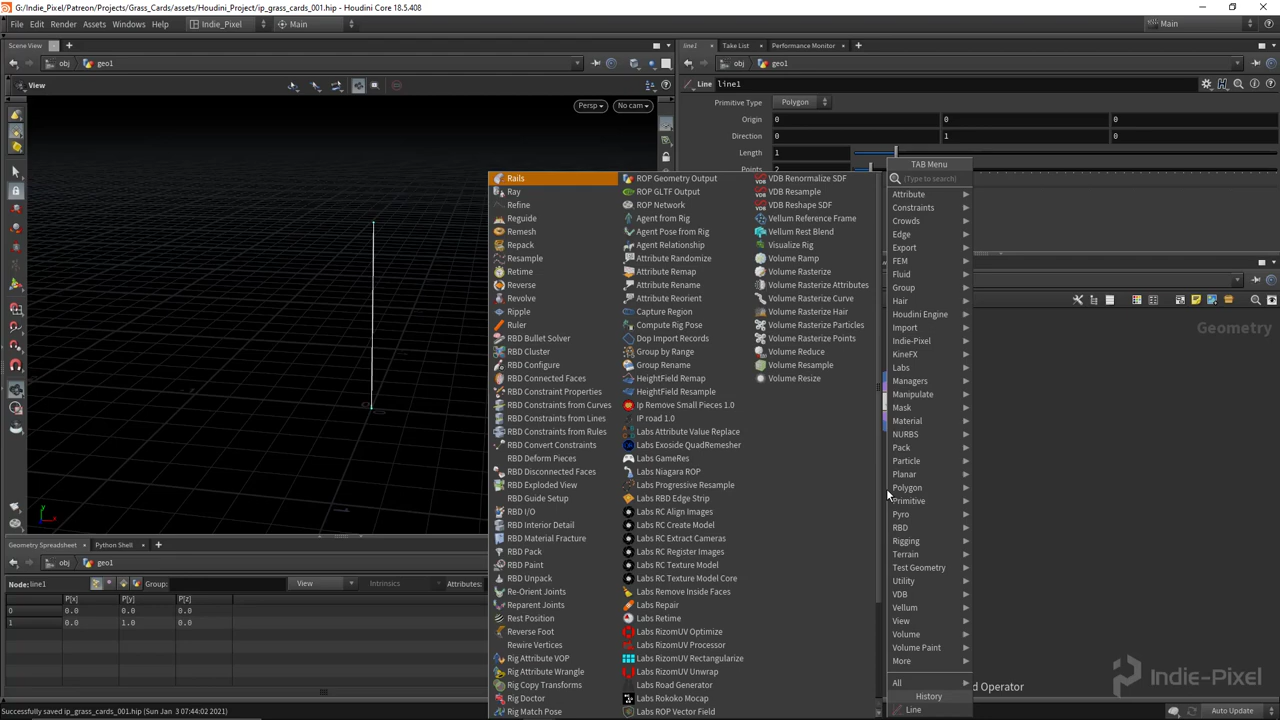 G:/Indie_Pixel/Patreon/Projects/Grass_Cards/assets/Houdini_Project/ip_grass_cards_001.hip - Houdini Core 18.5.408
File Edit Render Assets Windows Help Indie_Pixel Main Main
Scene View line1 Take List Performance Monitor
obj geo1 obj geo1
View Line line1
Persp No cam Primitive Type Polygon
Origin 0 0 0
Direction 0 1 0
Length 1
Points 2
TAB Menu
(Type to search)
Rails ROP Geometry Output VDB Renormalize SDF
Ray ROP GLTF Output VDB Resample Attribute
Refine ROP Network VDB Reshape SDF Constraints
Reguide Agent from Rig Vellum Reference Frame Crowds
Remesh Agent Pose from Rig Vellum Rest Blend Edge
Repack Agent Relationship Visualize Rig Export
Resample Attribute Randomize Volume Ramp FEM
Retime Attribute Remap Volume Rasterize Fluid
Reverse Attribute Rename Volume Rasterize Attributes Group
Revolve Attribute Reorient Volume Rasterize Curve Hair
Ripple Capture Region Volume Rasterize Hair Houdini Engine
Ruler Compute Rig Pose Volume Rasterize Particles Import
RBD Bullet Solver Dop Import Records Volume Rasterize Points Indie-Pixel
RBD Cluster Group by Range Volume Reduce KineFX
RBD Configure Group Rename Volume Resample Labs
RBD Connected Faces HeightField Remap Volume Resize Managers
RBD Constraint Properties HeightField Resample Manipulate
RBD Constraints from Curves Ip Remove Small Pieces 1.0 Mask
RBD Constraints from Lines IP road 1.0 Material
RBD Constraints from Rules Labs Attribute Value Replace NURBS
RBD Convert Constraints Labs Exoside QuadRemesher Pack
RBD Deform Pieces Labs GameRes Particle
RBD Disconnected Faces Labs Niagara ROP Planar
RBD Exploded View Labs Progressive Resample Polygon
RBD Guide Setup Labs RBD Edge Strip Primitive
RBD I/O Labs RC Align Images Pyro
RBD Interior Detail Labs RC Create Model RBD
RBD Material Fracture Labs RC Extract Cameras Rigging
RBD Pack Labs RC Register Images Terrain
RBD Paint Labs RC Texture Model Test Geometry
RBD Unpack Labs RC Texture Model Core Utility
Re-Orient Joints Labs Remove Inside Faces VDB
Reparent Joints Labs Repair Vellum
Rest Position Labs Retime View
Reverse Foot Labs RizomUV Optimize Volume
Rewire Vertices Labs RizomUV Processor Volume Paint
Rig Attribute VOP Labs RizomUV Rectangularize More
Rig Attribute Wrangle Labs RizomUV Unwrap
Rig Copy Transforms Labs Road Generator All
Rig Doctor Labs Rokoko Mocap History
Rig Match Pose Labs ROP Vector Field Line
Geometry
Geometry Spreadsheet Python Shell
obj geo1
Node: line1 Group: View Intrinsics Attributes:
P[x] P[y] P[z]
0 0.0 0.0 0.0
1 0.0 1.0 0.0
Indie-Pixel
d Operator
Successfully saved ip_grass_cards_001.hip (Sun Jan 3 07:44:02 2021) Auto Update